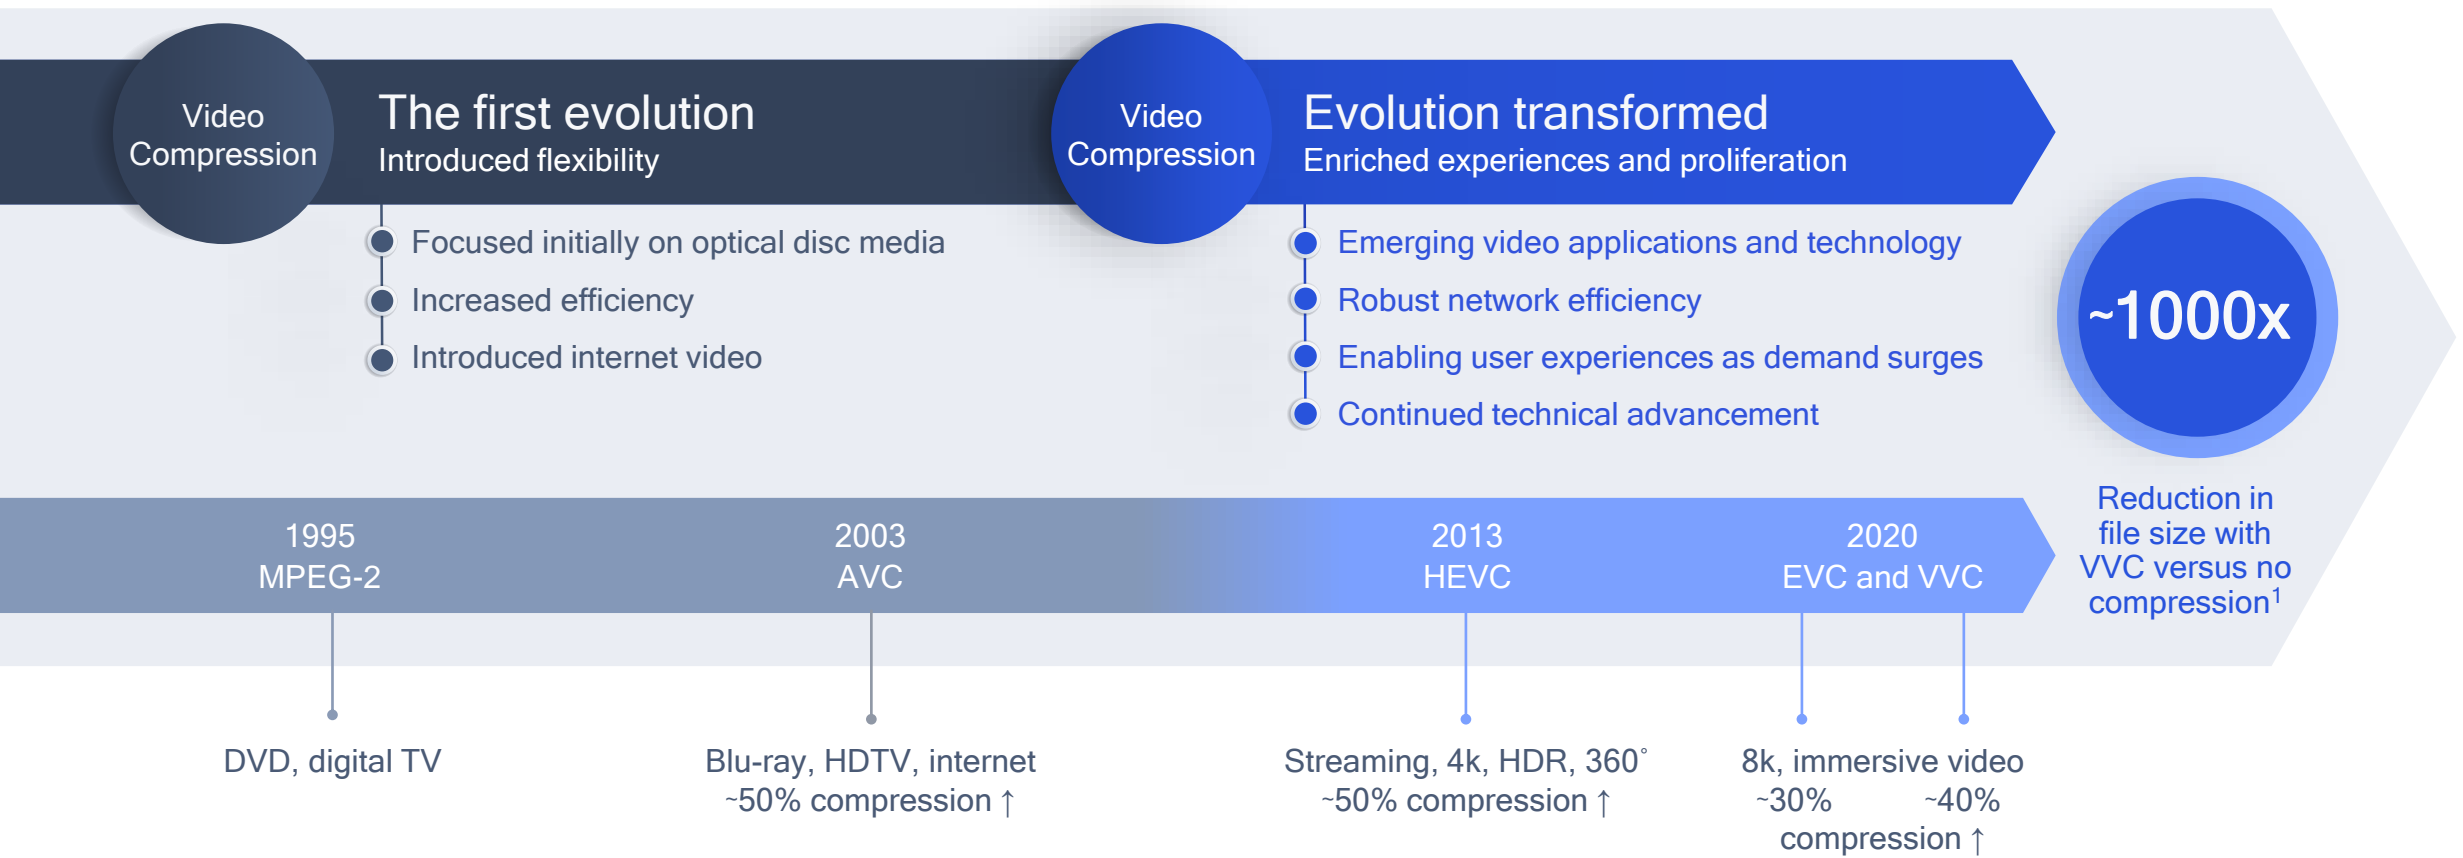 Video
Compression
The first evolution
Introduced flexibility
Focused initially on optical disc media
Increased efficiency
Introduced internet video
Video
Compression
Evolution transformed
Enriched experiences and proliferation
Emerging video applications and technology
Robust network efficiency
Enabling user experiences as demand surges
Continued technical advancement
~1000x
Reduction in
file size with
VVC versus no
compression¹
1995
MPEG-2
2003
AVC
2013
HEVC
2020
EVC and VVC
DVD, digital TV
Blu-ray, HDTV, internet
~50% compression ↑
Streaming, 4k, HDR, 360°
~50% compression ↑
8k, immersive video
~30% ~40%
compression ↑